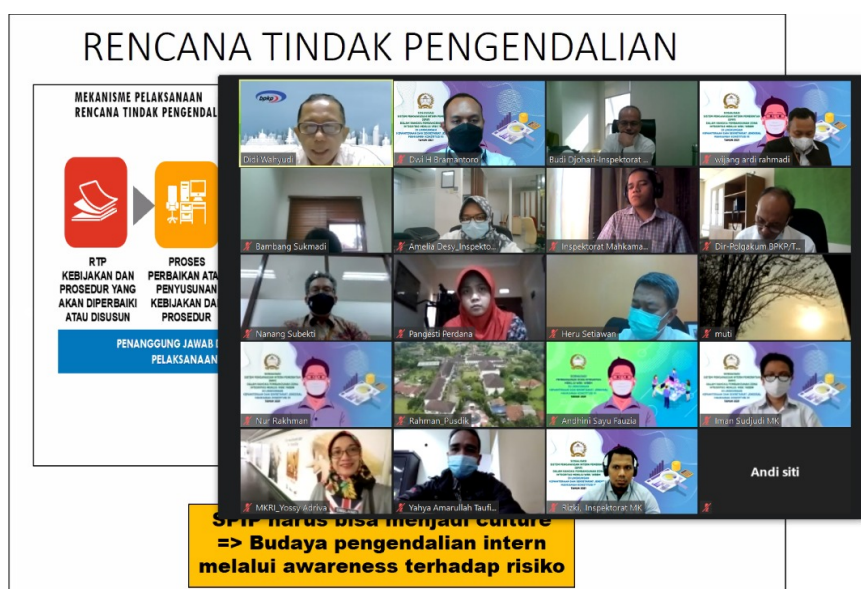 RENCANA TINDAK PENGENDALIAN
MEKANISME PELAKSANAAN
RENCANA TINDAK PENGENDAL
RTP
KEBIJAKAN DAN
PROSEDUR YANG
AKAN DIPERBAIKI
ATAU DISUSUN
PROSES
PERBAIKAN ATA
PENYUSUNAN
KEBIJAKAN DA
PROSEDUR
PENANGGUNG JAWAB
PELAKSANAAN
bpkp
Didi Wahyudi
Dwi H Bramantoro
Budi Djohari-Inspektorat ...
wijang ardi rahmadi
Bambang Sukmadi
Amelia Desy_Inspekto...
Inspektorat Mahkama...
Dir-Polgakum BPKP/T...
Nanang Subekti
Pangesti Perdana
Heru Setiawan
muti
Nur Rakhman
Rahman_Pusdik
Andhini Sayu Fauzia
Iman Sudjudi MK
MKRI_Yossy Adriva
Yahya Amarullah Taufi...
Rizki, Inspektorat MK
Andi siti
SPIP harus bisa menjadi culture
=> Budaya pengendalian intern
melalui awareness terhadap risiko